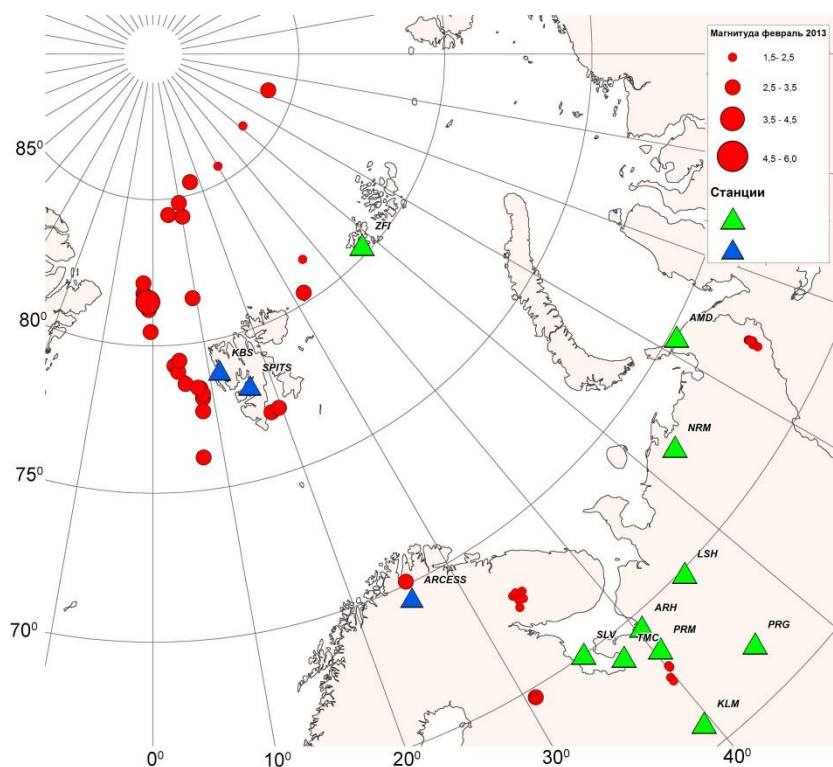 Магнитуда февраль 2013
1,5- 2,5
2,5 - 3,5
3,5 - 4,5
4,5 - 6,0
Станции
85⁰
ZFI
80⁰
KBS
SPITS
AMD
75⁰
NRM
LSH
ARCESS
ARH
70⁰
SLV
TMC
PRM
PRG
KLM
0⁰
10⁰
20⁰
30⁰
40⁰